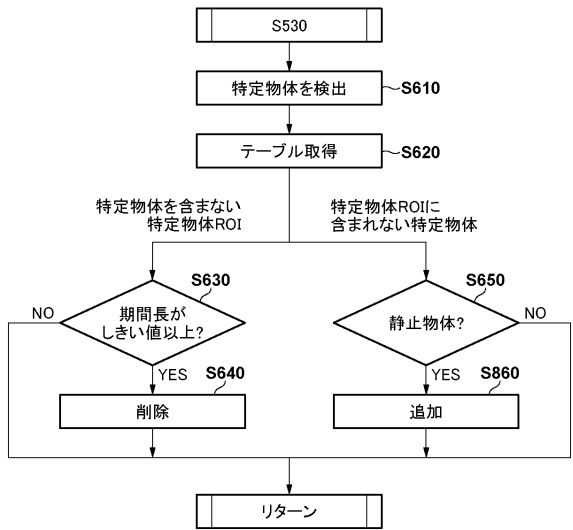 S530
特定物体を検出
S610
テーブル取得
S620
特定物体を含まない
特定物体ROI
特定物体ROIに
含まれない特定物体
S630
S650
NO
期間長が
しきい値以上?
静止物体?
NO
YES
S640
YES
S860
削除
追加
リターン